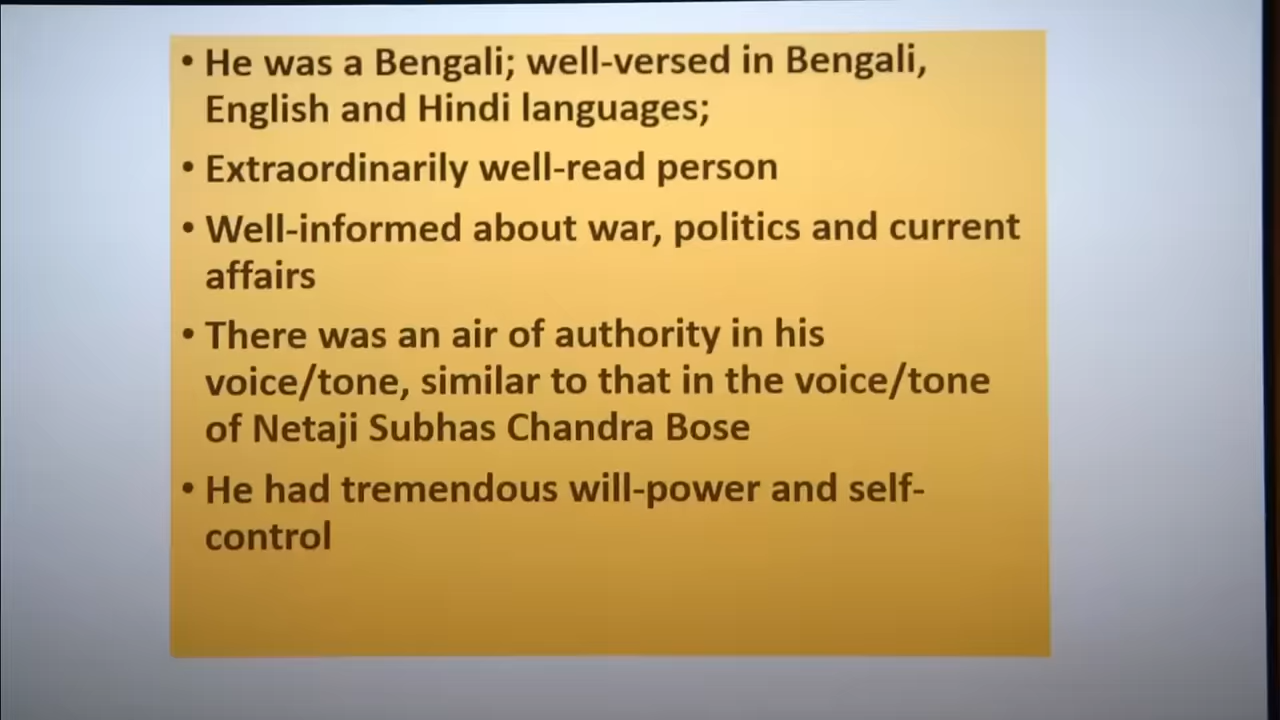 • He was a Bengali; well-versed in Bengali,
English and Hindi languages;
• Extraordinarily well-read person
• Well-informed about war, politics and current
affairs
• There was an air of authority in his
voice/tone, similar to that in the voice/tone
of Netaji Subhas Chandra Bose
• He had tremendous will-power and self-
control